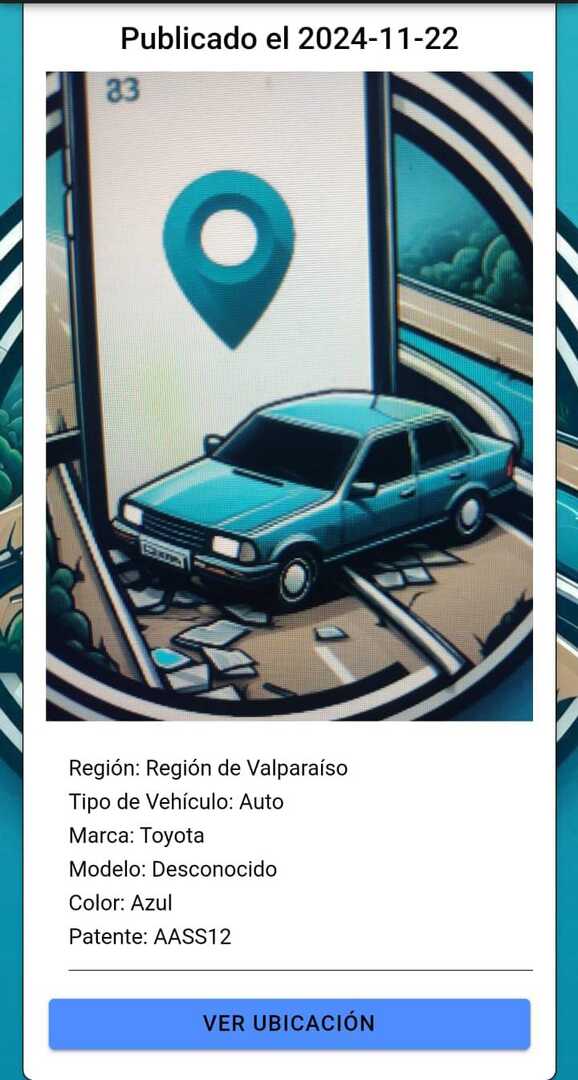 Publicado el 2024-11-22
Región: Región de Valparaíso
Tipo de Vehículo: Auto
Marca: Toyota
Modelo: Desconocido
Color: Azul
Patente: AASS12
VER UBICACIÓN